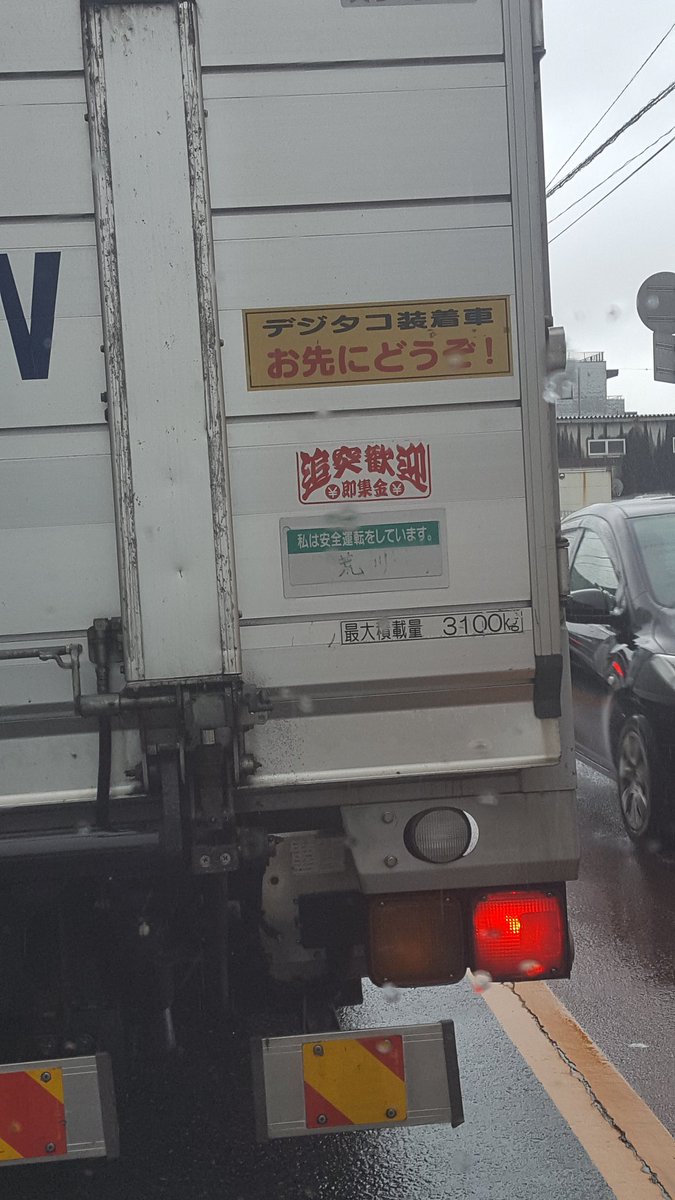 デジタコ装着車
お先にどうぞ!
追突歓迎
¥即集金¥
私は安全運転をしています。
荒川
最大積載量 3100kg